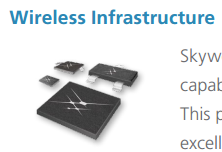 Wireless Infrastructure
Skyw
capab
This p
excell